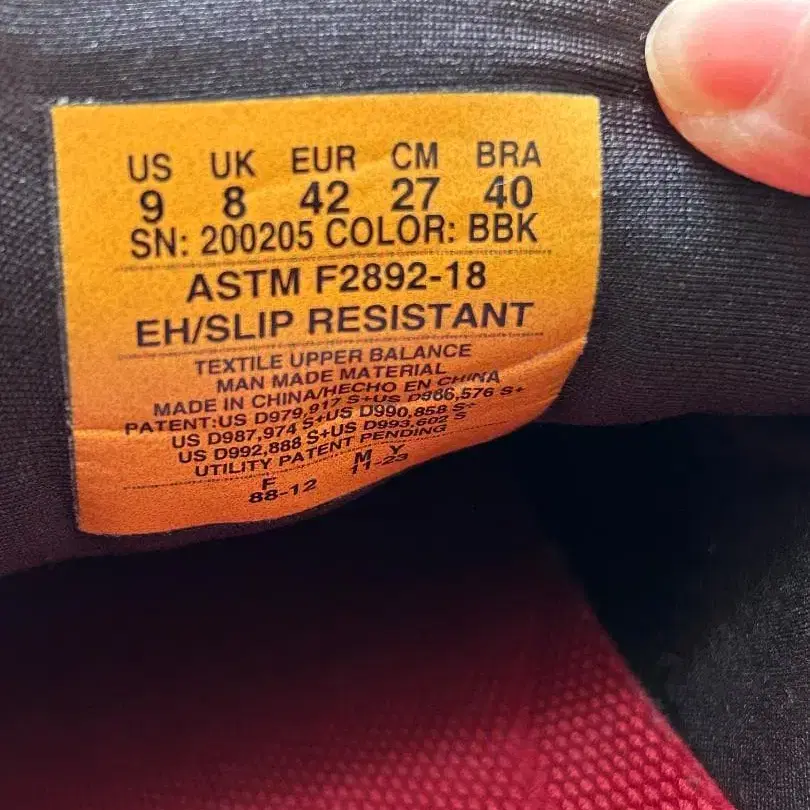 US UK EUR CM BRA
9 8 42 27 40
SN: 200205 COLOR: BBK
ASTM F2892-18
EH/SLIP RESISTANT
TEXTILE UPPER BALANCE
MAN MADE MATERIAL
MADE IN CHINA/HECHO EN CHINA
PATENT:US D979,917 S+US D966,576 S+
US D987,974 S+US D990,858 S+
US D992,888 S+US D993,602 S
UTILITY PATENT PENDING
F M Y
88-12 11-23